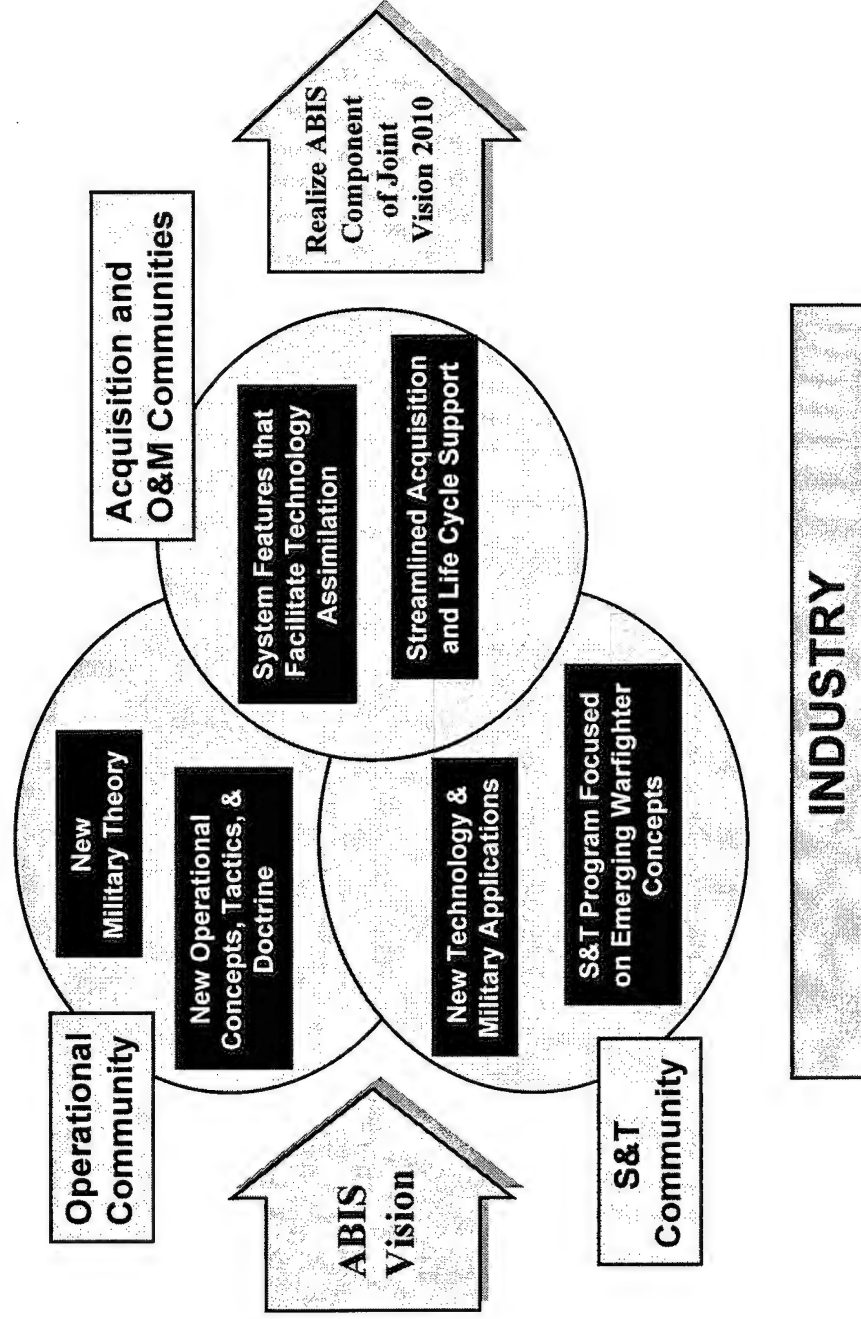 Operational
Community
New
Military Theory
New Operational
Concepts, Tactics, &
Doctrine
Acquisition and
O&M Communities
System Features that
Facilitate Technology
Assimilation
Streamlined Acquisition
and Life Cycle Support
ABIS
Vision
Realize ABIS
Component
of Joint
Vision 2010
New Technology &
Military Applications
S&T Program Focused
on Emerging Warfighter
Concepts
S&T
Community
INDUSTRY